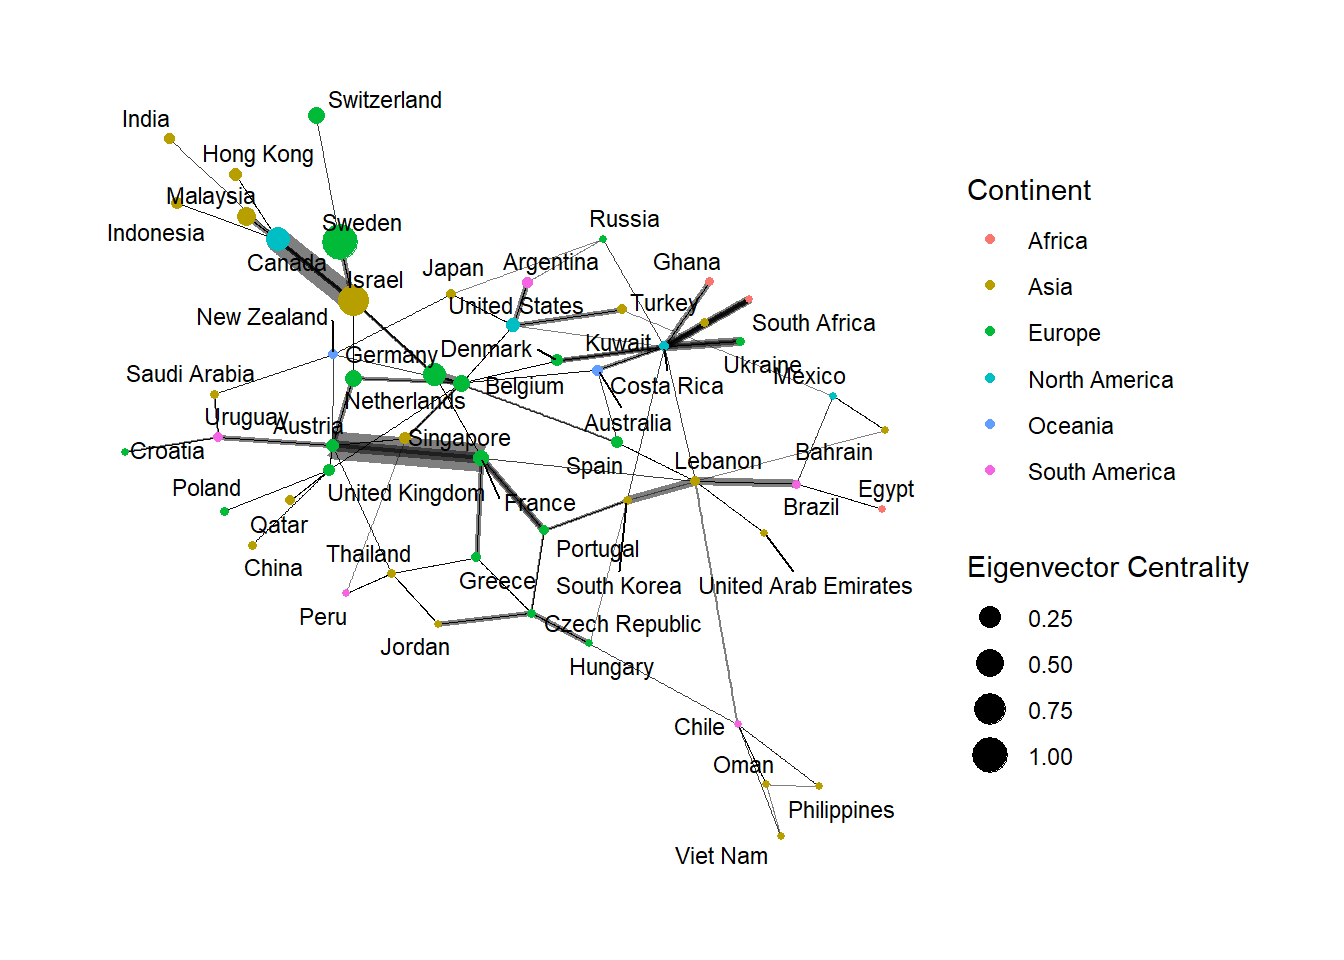 Switzerland
India
Hong Kong
Malaysia
Indonesia
Sweden
Canada
Israel
Russia
Japan
Argentina
Ghana
New Zealand
United States
Turkey
South Africa
Kuwait
Germany
Denmark
Ukraine
Saudi Arabia
Netherlands
Belgium
Costa Rica
Mexico
Uruguay
Austria
Australia
Croatia
Singapore
Spain
Lebanon
Bahrain
Poland
United Kingdom
France
Brazil
Egypt
Qatar
Thailand
Portugal
China
Greece
South Korea
United Arab Emirates
Peru
Jordan
Czech Republic
Hungary
Chile
Oman
Philippines
Viet Nam
Continent
Africa
Asia
Europe
North America
Oceania
South America
Eigenvector Centrality
0.25
0.50
0.75
1.00